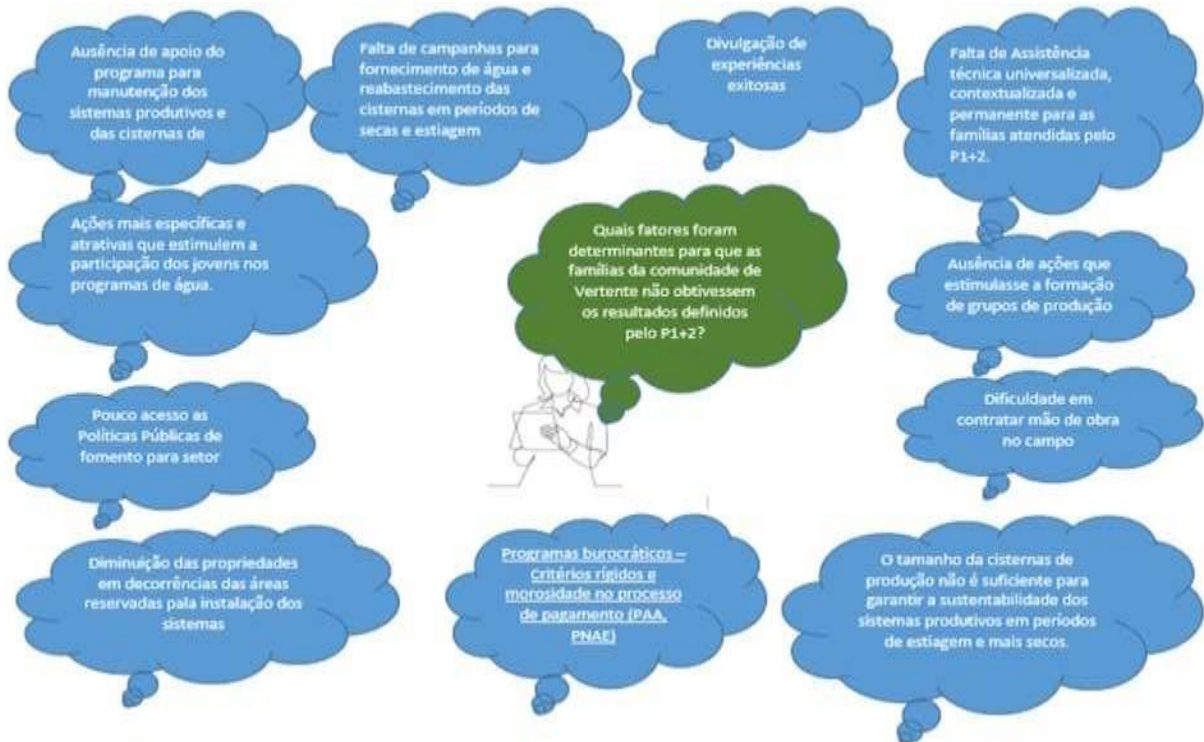 Ausência de apoio do
programa para
manutenção dos
sistemas produtivos e
das cisternas de
Falta de campanhas para
fornecimento de água e
reabastecimento das
cisternas em períodos de
secas e estiagem
Divulgação de
experiências
exitosas
Falta de Assistência
técnica universalizada,
contextualizada e
permanente para as
famílias atendidas pelo
P1+2.
Ações mais específicas e
atrativas que estimulem a
participação dos jovens nos
programas de água.
Quais fatores foram
determinantes para que as
famílias da comunidade de
Vertente não obtivessem
os resultados definidos
pelo P1+2?
Ausência de ações que
estimulasse a formação
de grupos de produção
Pouco acesso as
Políticas Públicas de
fomento para setor
Dificuldade em
contratar mão de obra
no campo
Diminuição das propriedades
em decorrências das áreas
reservadas pala instalação dos
sistemas
Programas burocráticos –
Critérios rígidos e
morosidade no processo
de pagamento (PAA,
PNAE)
O tamanho da cisternas de
produção não é suficiente para
garantir a sustentabilidade dos
sistemas produtivos em períodos
de estiagem e mais secos.